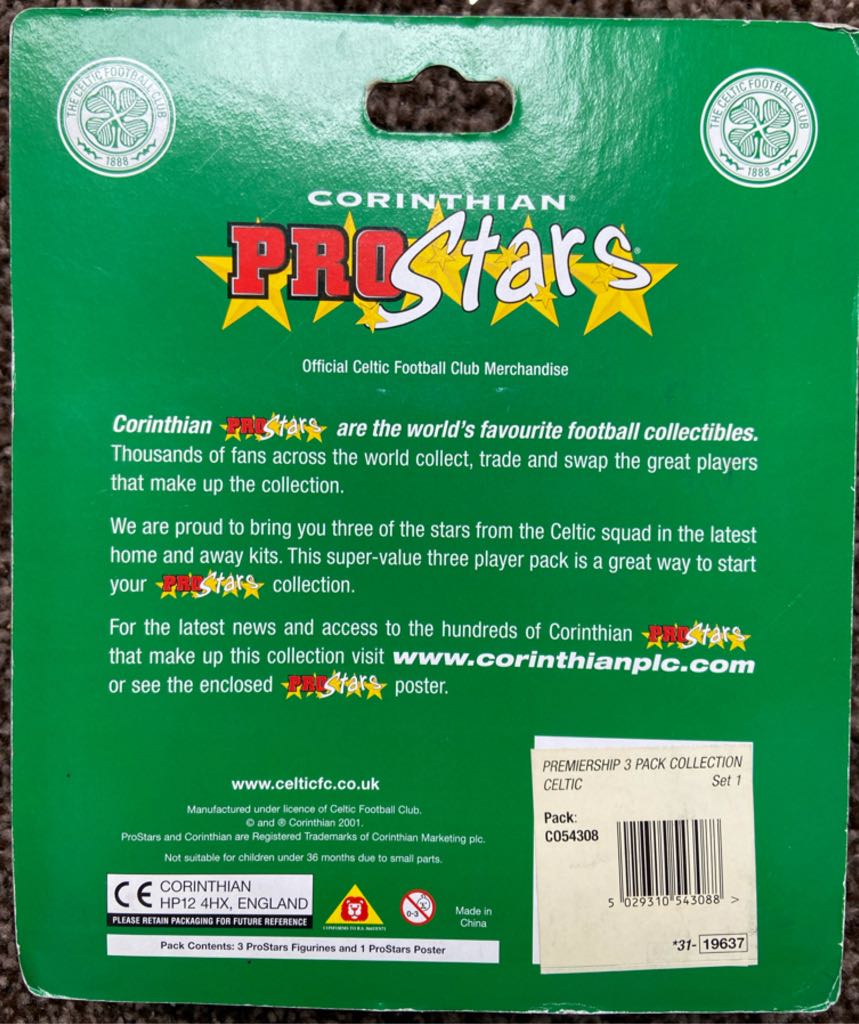 THE CELTIC FOOTBALL CLUB
1888
THE CELTIC FOOTBALL CLUB
1888
CORINTHIAN®
PROStars®
Official Celtic Football Club Merchandise
Corinthian PROStars are the world's favourite football collectibles.
Thousands of fans across the world collect, trade and swap the great players
that make up the collection.
We are proud to bring you three of the stars from the Celtic squad in the latest
home and away kits. This super-value three player pack is a great way to start
your PROStars collection.
For the latest news and access to the hundreds of Corinthian PROStars
that make up this collection visit www.corinthianplc.com
or see the enclosed PROStars poster.
www.celticfc.co.uk
Manufactured under licence of Celtic Football Club.
© and ® Corinthian 2001.
ProStars and Corinthian are Registered Trademarks of Corinthian Marketing plc.
Not suitable for children under 36 months due to small parts.
CE CORINTHIAN
HP12 4HX, ENGLAND
PLEASE RETAIN PACKAGING FOR FUTURE REFERENCE
CONFORMS TO B.S.
0-3
Made in
China
Pack Contents: 3 ProStars Figurines and 1 ProStars Poster
PREMIERSHIP 3 PACK COLLECTION
CELTIC Set 1
Pack:
CO54308
5 029310 543088 >
*31- 19637